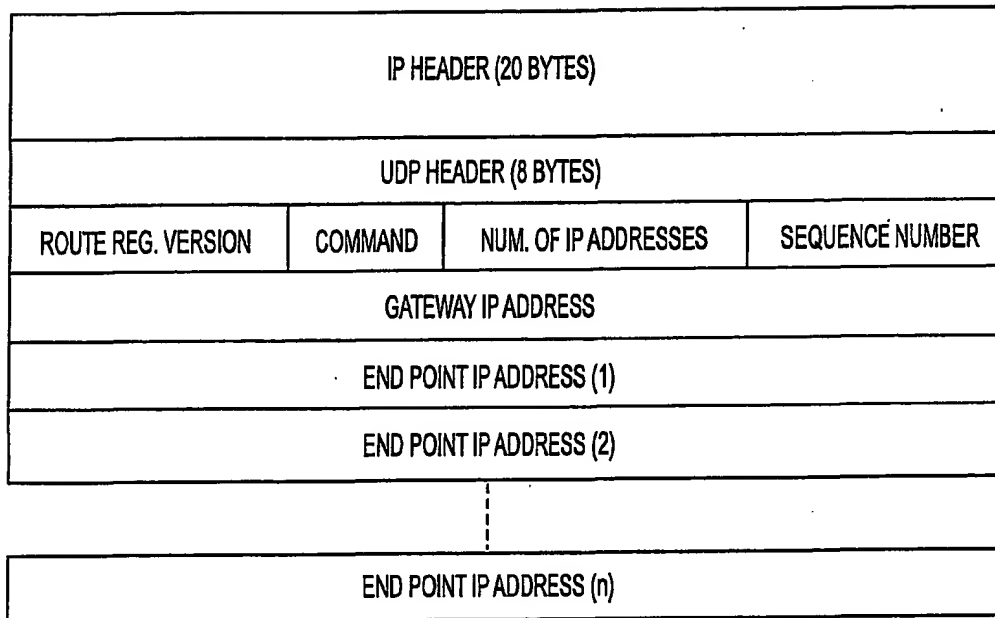 IP HEADER (20 BYTES)
UDP HEADER (8 BYTES)
ROUTE REG. VERSION COMMAND NUM. OF IP ADDRESSES SEQUENCE NUMBER
GATEWAY IP ADDRESS
END POINT IP ADDRESS (1)
END POINT IP ADDRESS (2)
END POINT IP ADDRESS (n)